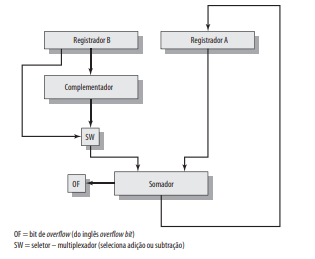 Registrador B
Registrador A
Complementador
SW
OF
Somador
OF = bit de overflow (do inglês overflow bit)
SW = seletor – multiplexador (seleciona adição ou subtração)